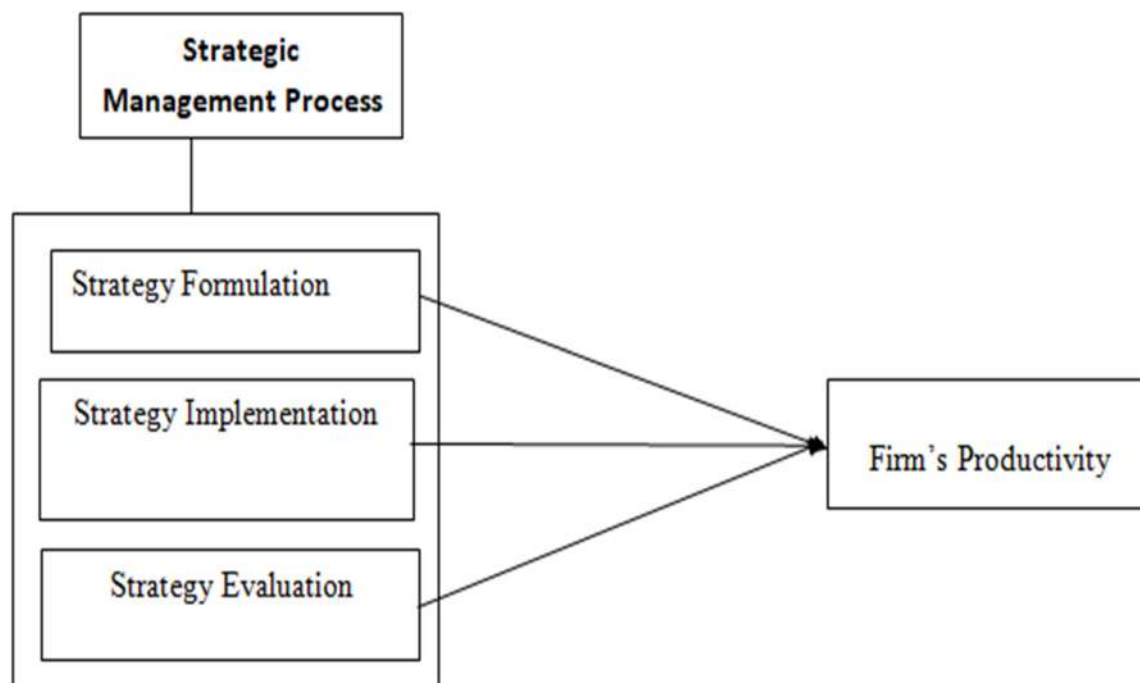 Strategic
Management Process
Strategy Formulation
Strategy Implementation
Strategy Evaluation
Firm’s Productivity